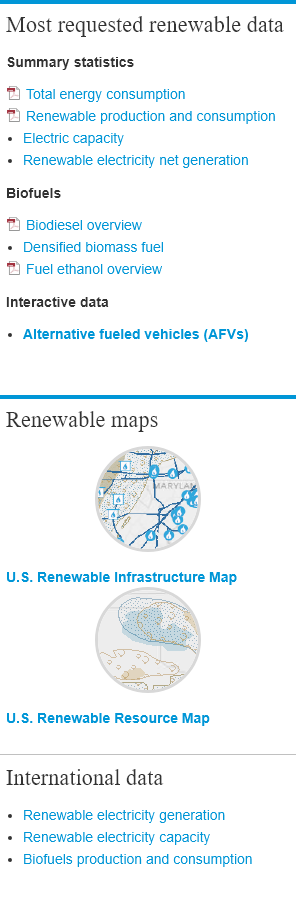 Most requested renewable data
Summary statistics
Total energy consumption
Renewable production and consumption
Electric capacity
Renewable electricity net generation
Biofuels
Biodiesel overview
Densified biomass fuel
Fuel ethanol overview
Interactive data
Alternative fueled vehicles (AFVs)
Renewable maps
MARYLAN
U.S. Renewable Infrastructure Map
U.S. Renewable Resource Map
International data
Renewable electricity generation
Renewable electricity capacity
Biofuels production and consumption